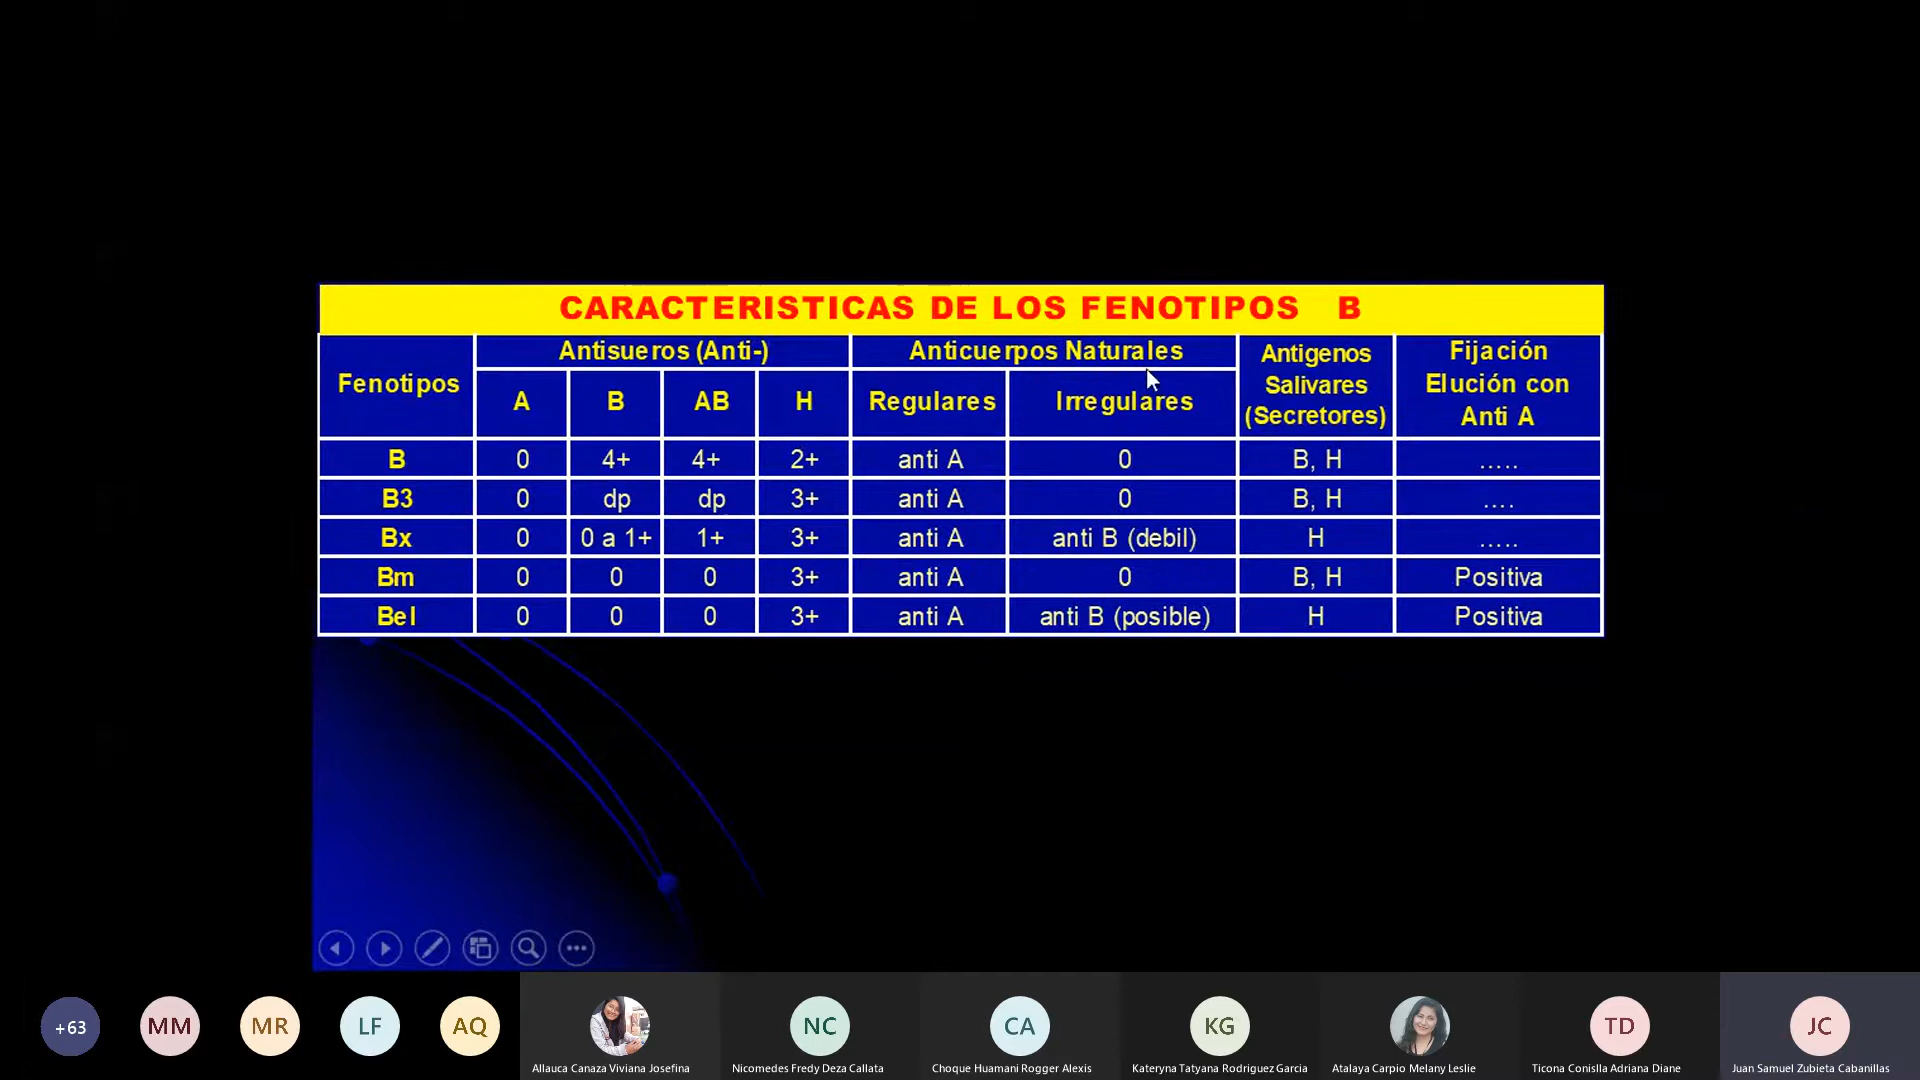 CARACTERISTICAS DE LOS FENOTIPOS B
Fenotipos
Antisueros (Anti-)
Anticuerpos Naturales
Antigenos
Salivares
(Secretores)
Fijación
Elución con
Anti A
A B AB H Regulares Irregulares
B 0 4+ 4+ 2+ anti A 0 B, H .....
B3 0 dp dp 3+ anti A 0 B, H ....
Bx 0 0 a 1+ 1+ 3+ anti A anti B (debil) H .....
Bm 0 0 0 3+ anti A 0 B, H Positiva
Bel 0 0 0 3+ anti A anti B (posible) H Positiva
+63 MM MR LF AQ NC CA KG TD JC
Allauca Canaza Viviana Josefina
Nicomedes Fredy Deza Callata
Choque Huamani Rogger Alexis
Kateryna Tatyana Rodriguez Garcia
Atalaya Carpio Melany Leslie
Ticona Conislla Adriana Diane
Juan Samuel Zubieta Cabanillas